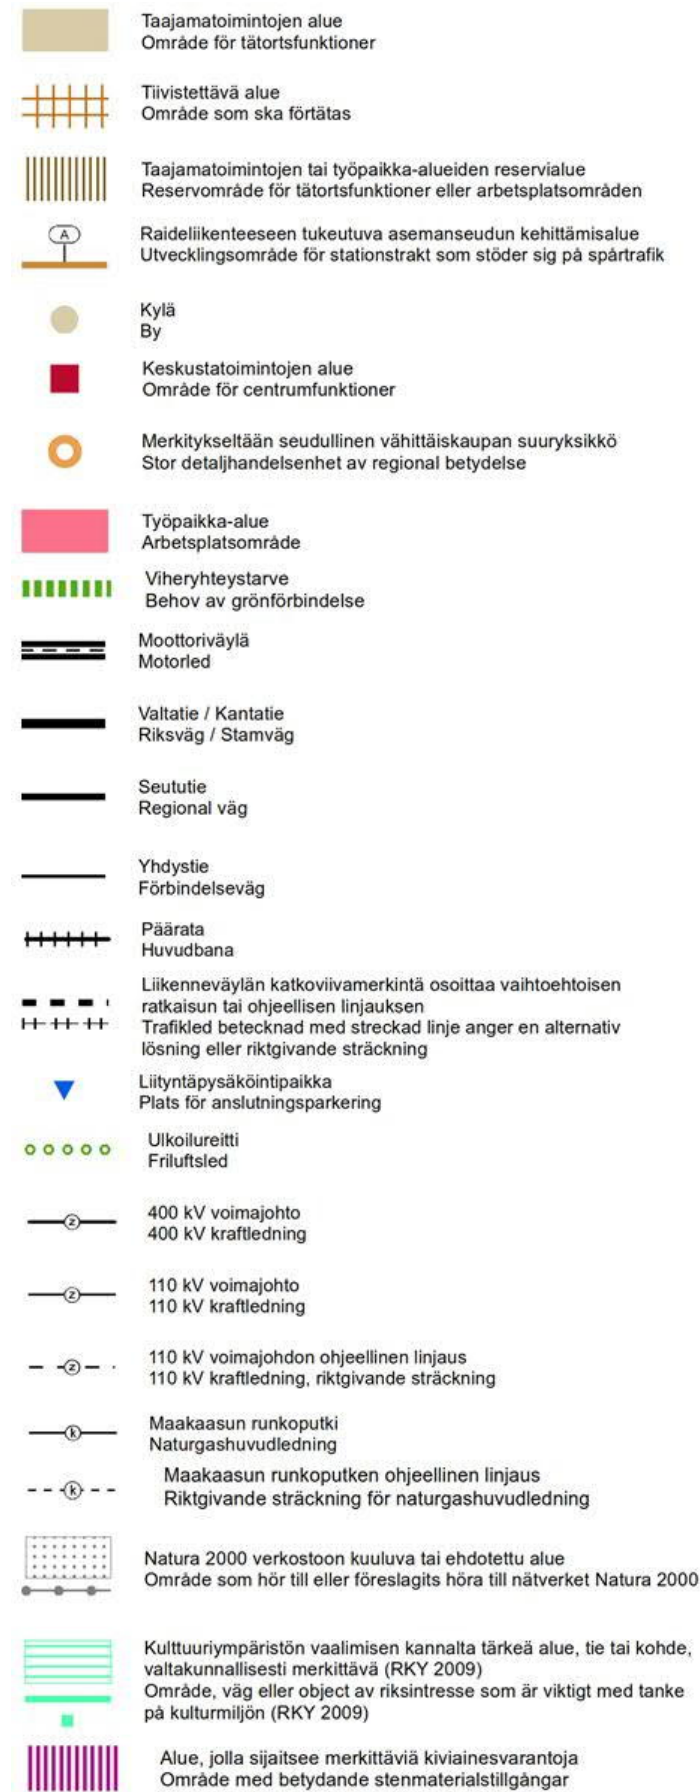 Taajamatoimintojen alue
Område för tätortsfunktioner
Tiivistettävä alue
Område som ska förtätas
Taajamatoimintojen tai työpaikka-alueiden reservialue
Reservområde för tätortsfunktioner eller arbetsplatsområden
A
Raideliikenteeseen tukeutuva asemanseudun kehittämisalue
Utvecklingsområde för stationstrakt som stöder sig på spårtrafik
Kylä
By
Keskustatoimintojen alue
Område för centrumfunktioner
Merkitykseltään seudullinen vähittäiskaupan suuryksikkö
Stor detaljhandelsenhet av regional betydelse
Työpaikka-alue
Arbetsplatsområde
Viheryhteystarve
Behov av grönförbindelse
Moottoriväylä
Motorled
Valtatie / Kantatie
Riksväg / Stamväg
Seututie
Regional väg
Yhdystie
Förbindelseväg
Päärata
Huvudbana
Liikenneväylän katkoviivamerkintä osoittaa vaihtoehtoisen
ratkaisun tai ohjeellisen linjauksen
Trafikled betecknad med streckad linje anger en alternativ
lösning eller riktgivande sträckning
Liityntäpysäköintipaikka
Plats för anslutningsparkering
Ulkoilureitti
Friluftsled
z
400 kV voimajohto
400 kV kraftledning
z
110 kV voimajohto
110 kV kraftledning
z
110 kV voimajohdon ohjeellinen linjaus
110 kV kraftledning, riktgivande sträckning
k
Maakaasun runkoputki
Naturgashuvudledning
k
Maakaasun runkoputken ohjeellinen linjaus
Riktgivande sträckning för naturgashuvudledning
Natura 2000 verkostoon kuuluva tai ehdotettu alue
Område som hör till eller föreslagits höra till nätverket Natura 2000
Kulttuuriympäristön vaalimisen kannalta tärkeä alue, tie tai kohde,
valtakunnallisesti merkittävä (RKY 2009)
Område, väg eller object av riksintresse som är viktigt med tanke
på kulturmiljön (RKY 2009)
Alue, jolla sijaitsee merkittäviä kiviainesvarantoja
Område med betydande stenmaterialstillgångar